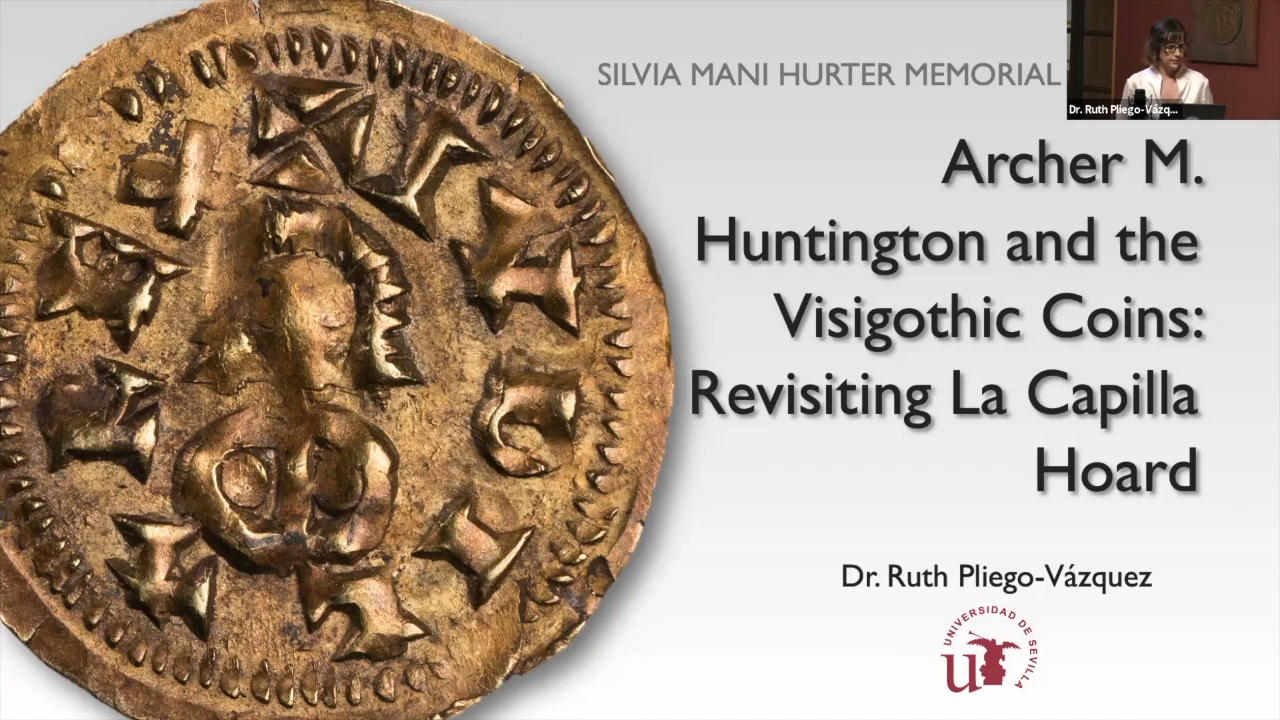 SILVIA MANI HURTER MEMORIAL
Dr. Ruth Pliego-Vázq...
Archer M.
Huntington and the
Visigothic Coins:
Revisiting La Capilla
Hoard
Dr. Ruth Pliego-Vázquez
UNIVERSIDAD DE SEVILLA